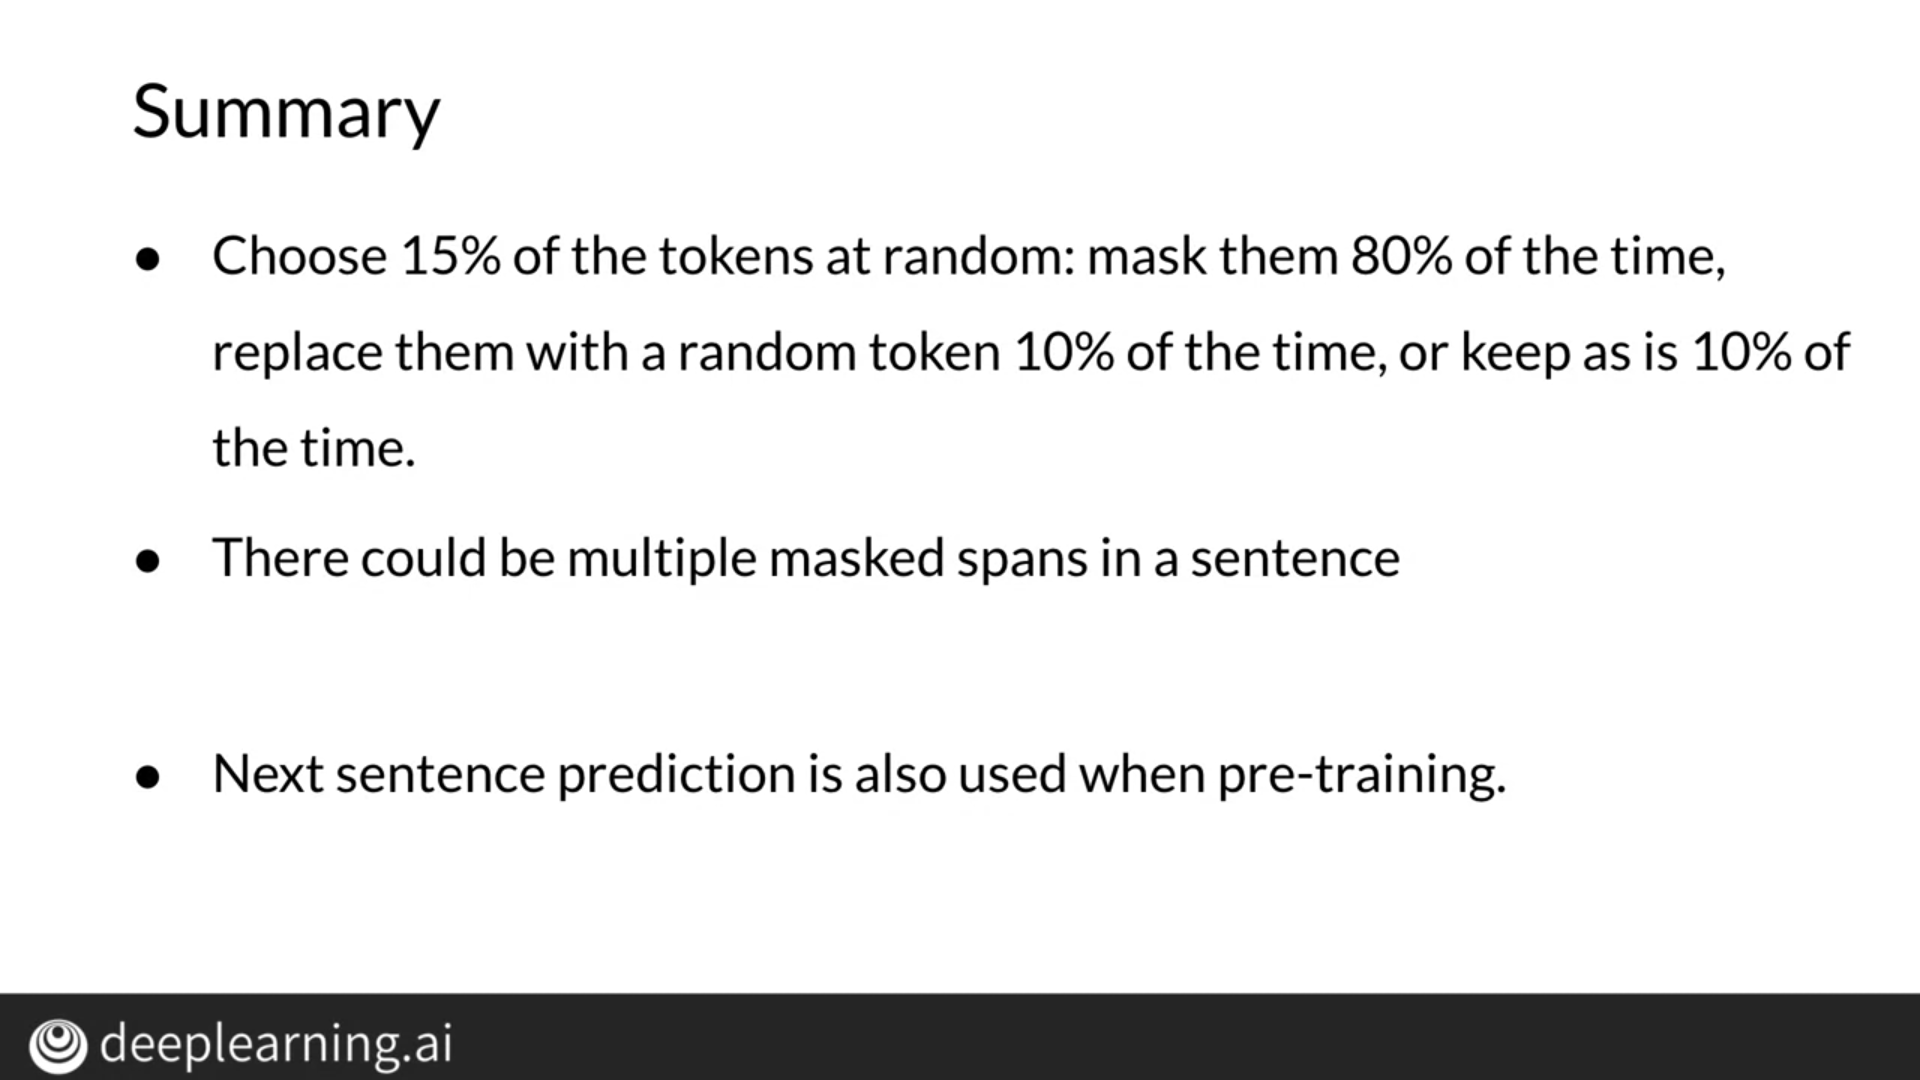 Summary
● Choose 15% of the tokens at random: mask them 80% of the time,
replace them with a random token 10% of the time, or keep as is 10% of
the time.
● There could be multiple masked spans in a sentence
● Next sentence prediction is also used when pre-training.
deeplearning.ai